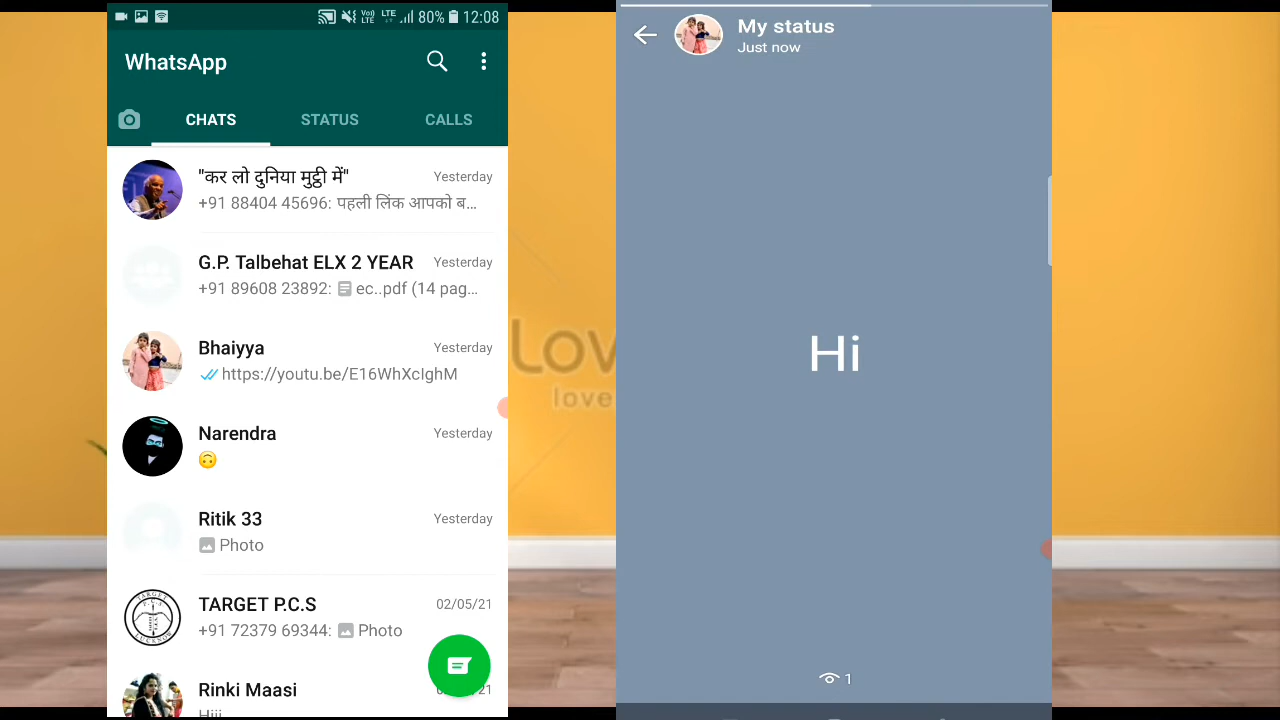 80% 12:08
WhatsApp
CHATS STATUS CALLS
"कर लो दुनिया मुट्ठी में" Yesterday
+91 88404 45696: पहली लिंक आपको ब...
G.P. Talbehat ELX 2 YEAR Yesterday
+91 89608 23892: ec..pdf (14 pag...
Bhaiyya Yesterday
https://youtu.be/E16WhXcIghM
Narendra Yesterday
Ritik 33 Yesterday
Photo
TARGET P.C.S 02/05/21
+91 72379 69344: Photo
Rinki Maasi
My status
Just now
Hi
1
Lov
love